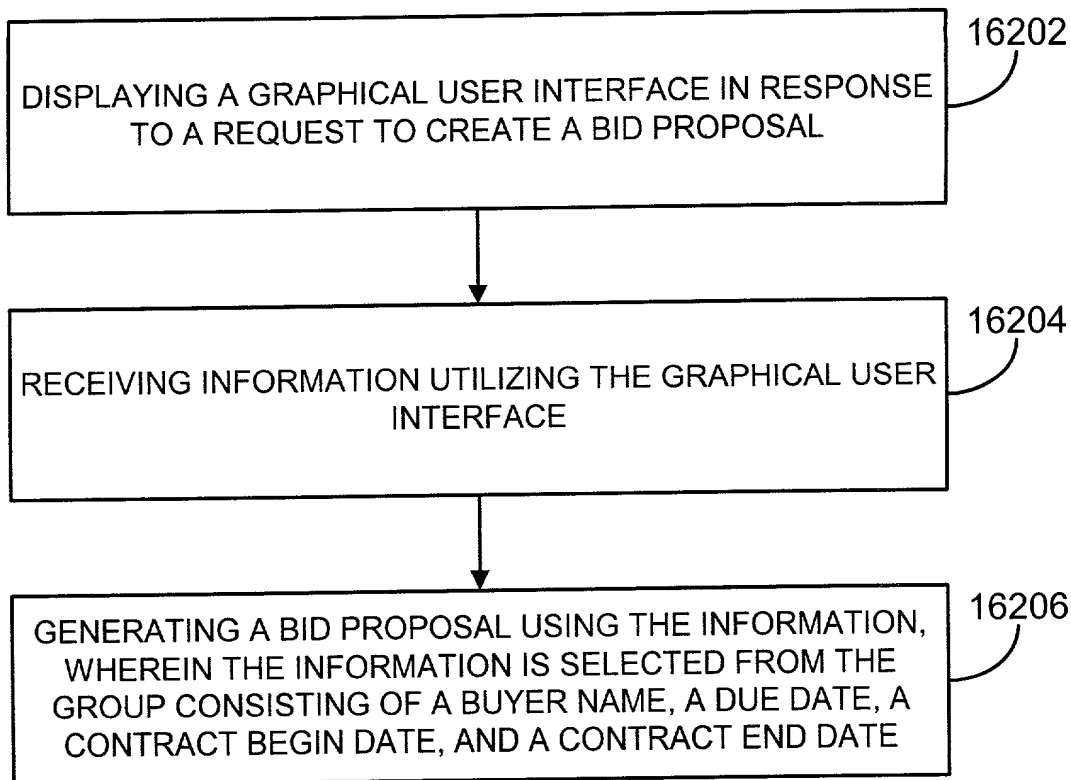 16202
DISPLAYING A GRAPHICAL USER INTERFACE IN RESPONSE
TO A REQUEST TO CREATE A BID PROPOSAL
16204
RECEIVING INFORMATION UTILIZING THE GRAPHICAL USER
INTERFACE
16206
GENERATING A BID PROPOSAL USING THE INFORMATION,
WHEREIN THE INFORMATION IS SELECTED FROM THE
GROUP CONSISTING OF A BUYER NAME, A DUE DATE, A
CONTRACT BEGIN DATE, AND A CONTRACT END DATE